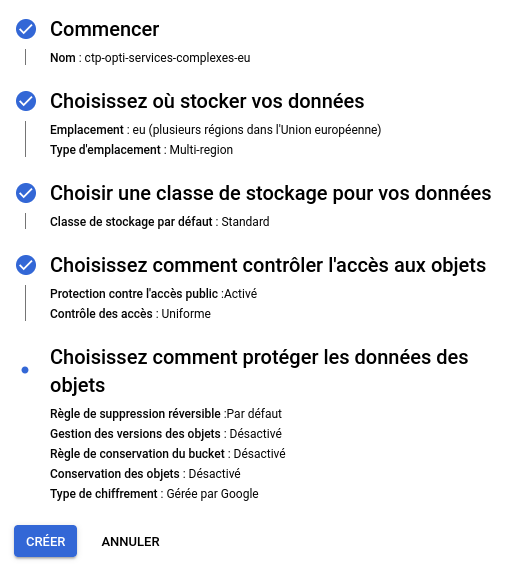 Commencer
Nom : ctp-opti-services-complexes-eu
Choisissez où stocker vos données
Emplacement : eu (plusieurs régions dans l'Union européenne)
Type d'emplacement : Multi-region
Choisir une classe de stockage pour vos données
Classe de stockage par défaut : Standard
Choisissez comment contrôler l'accès aux objets
Protection contre l'accès public :Activé
Contrôle des accès : Uniforme
Choisissez comment protéger les données des
objets
Règle de suppression réversible :Par défaut
Gestion des versions des objets : Désactivé
Règle de conservation du bucket : Désactivé
Conservation des objets : Désactivé
Type de chiffrement : Gérée par Google
CRÉER ANNULER